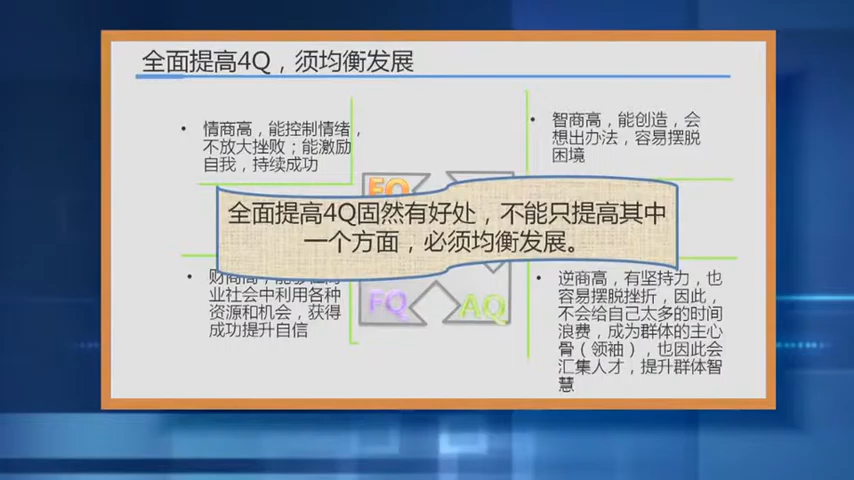 全面提高4Q，须均衡发展
• 情商高，能控制情绪，
不放大挫败；能激励
自我，持续成功
• 智商高，能创造，会
想出办法，容易摆脱
困境
EQ
全面提高4Q固然有好处，不能只提高其中
一个方面，必须均衡发展。
• 财商高，能够在商
业社会中利用各种
资源和机会，获得
成功提升自信
FQ
AQ
• 逆商高，有坚持力，也
容易摆脱挫折，因此，
不会给自己太多的时间
浪费，成为群体的主心
骨（领袖），也因此会
汇集人才，提升群体智
慧